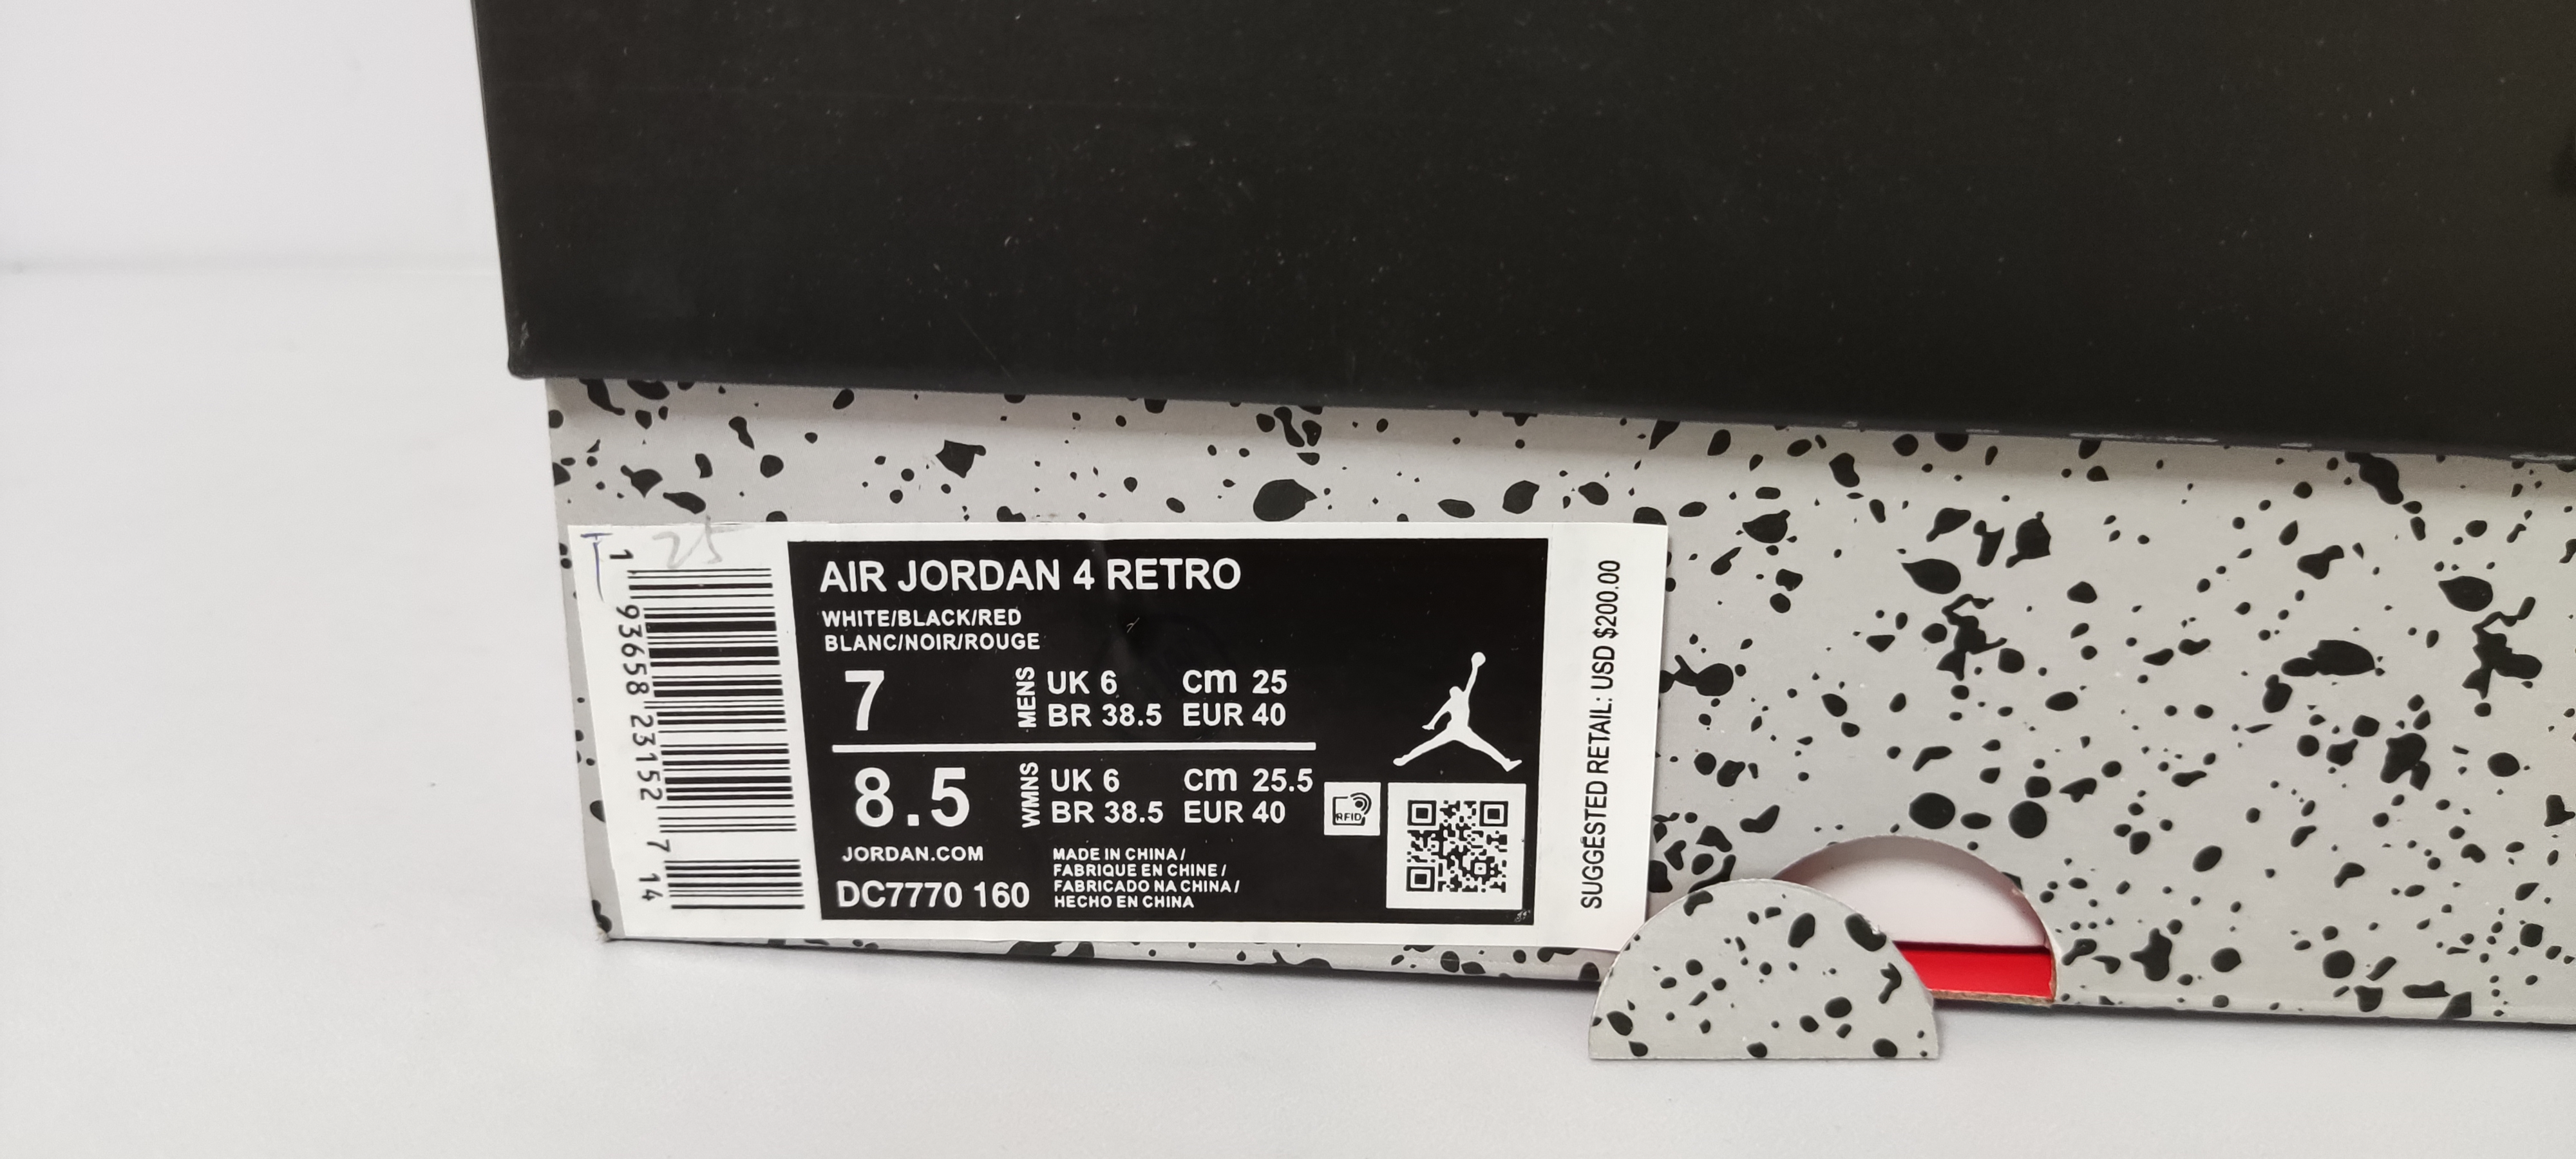 25
1 93658 23152 7 14
AIR JORDAN 4 RETRO
WHITE/BLACK/RED
BLANC/NOIR/ROUGE
7 MENS UK 6 cm 25
BR 38.5 EUR 40
8.5 WMNS UK 6 cm 25.5
BR 38.5 EUR 40
RFID
JORDAN.COM
DC7770 160
MADE IN CHINA /
FABRIQUE EN CHINE /
FABRICADO NA CHINA /
HECHO EN CHINA
SUGGESTED RETAIL: USD $200.00